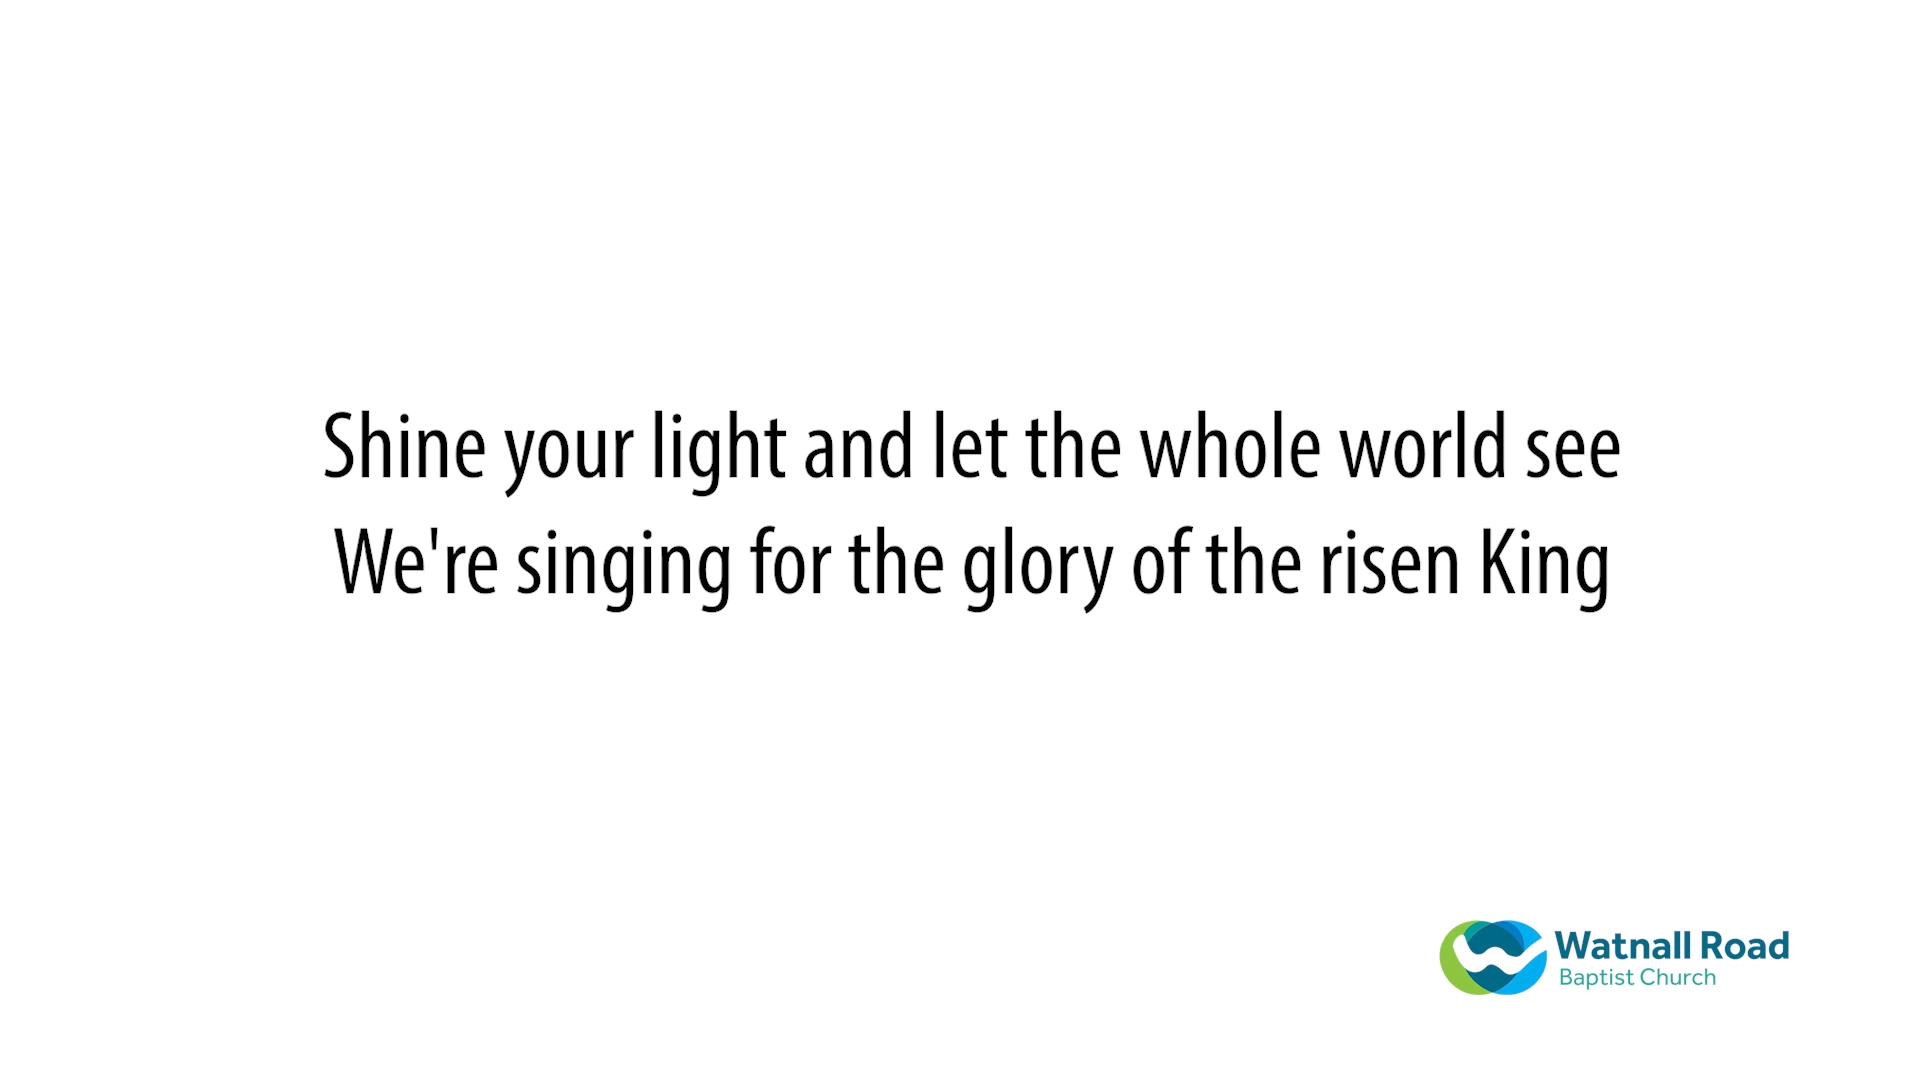 Shine your light and let the whole world see
We're singing for the glory of the risen King
Watnall Road
Baptist Church